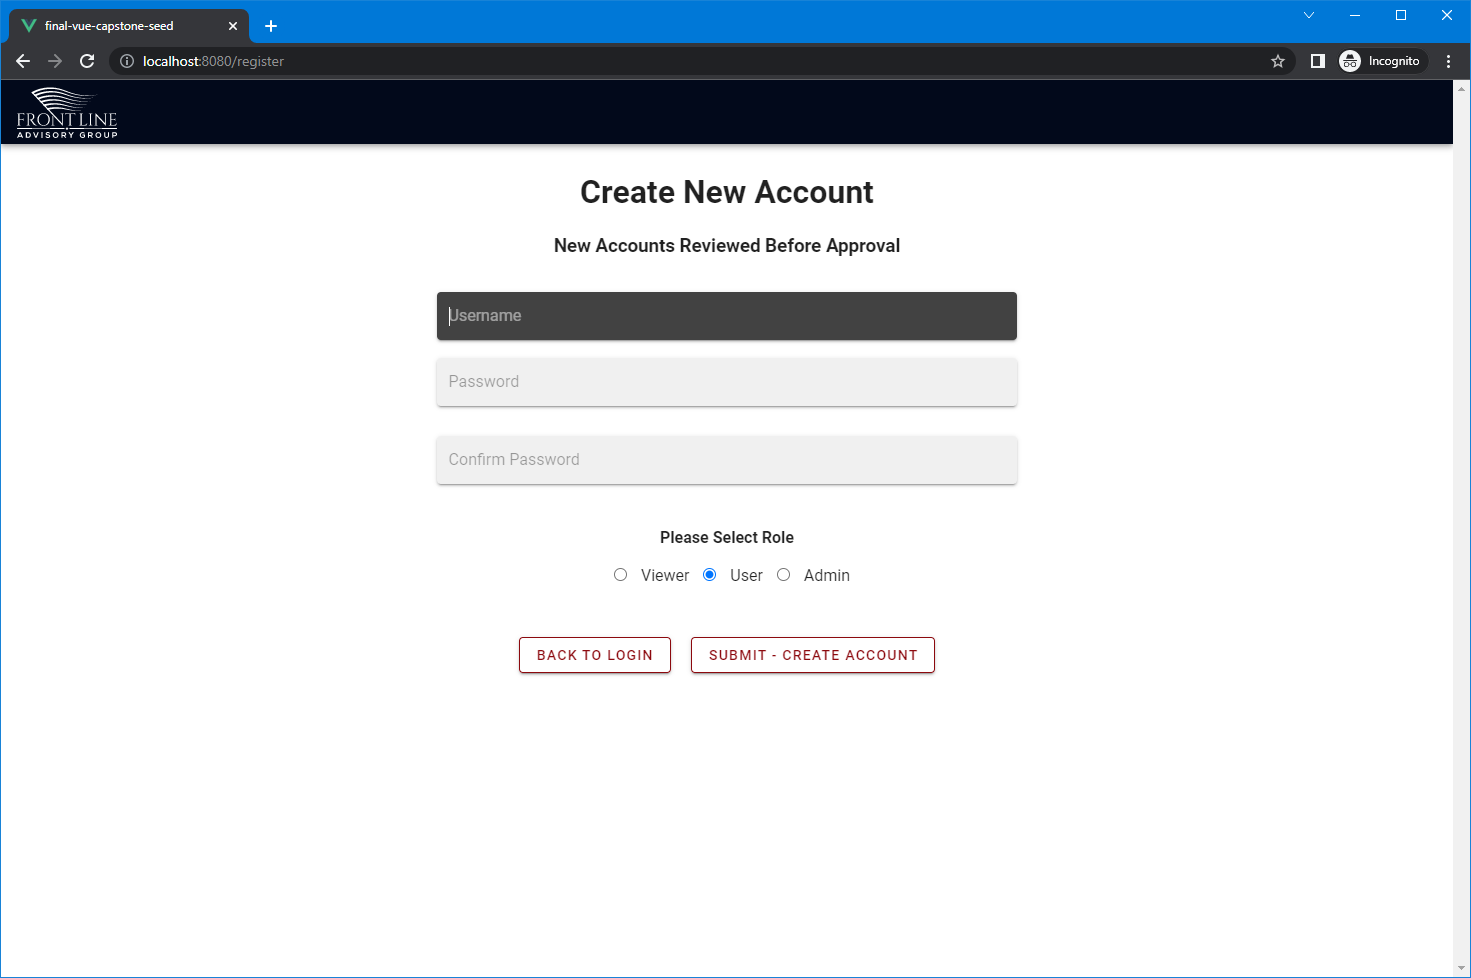 final-vue-capstone-seed
localhost:8080/register
Incognito
FRONTLINE
ADVISORY GROUP
Create New Account
New Accounts Reviewed Before Approval
Username
Password
Confirm Password
Please Select Role
Viewer User Admin
BACK TO LOGIN SUBMIT - CREATE ACCOUNT